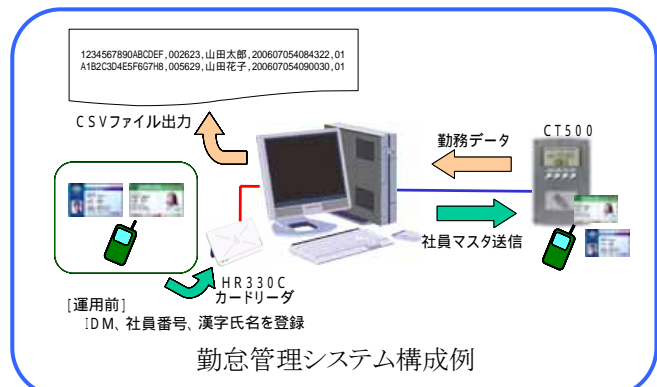 1234567890ABCDEF,002623,山田太郎,200607054084322,01
A1B2C3D4E5F6G7H8,005629,山田花子,200607054090030,01
CSVファイル出力
勤務データ
CT500
社員マスタ送信
HR330C
カードリーダ
[運用前]
IDM、社員番号、漢字氏名を登録
勤怠管理システム構成例